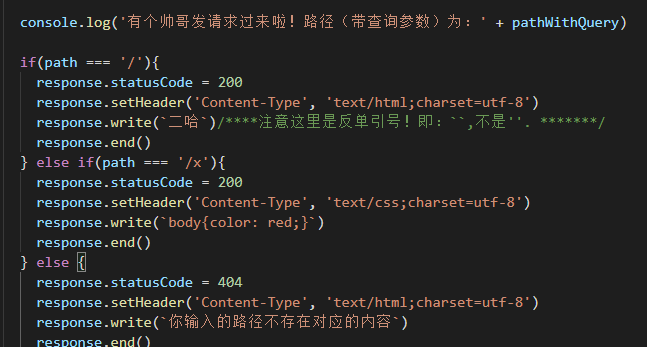 console.log('有个帅哥发请求过来啦！路径（带查询参数）为：' + pathWithQuery)
if(path === '/'){
response.statusCode = 200
response.setHeader('Content-Type', 'text/html;charset=utf-8')
response.write(`二哈`)/****注意这里是反单引号！即：``,不是''. *******/
response.end()
} else if(path === '/x'){
response.statusCode = 200
response.setHeader('Content-Type', 'text/css;charset=utf-8')
response.write(`body{color: red;}`)
response.end()
} else {
response.statusCode = 404
response.setHeader('Content-Type', 'text/html;charset=utf-8')
response.write(`你输入的路径不存在对应的内容`)
response.end()